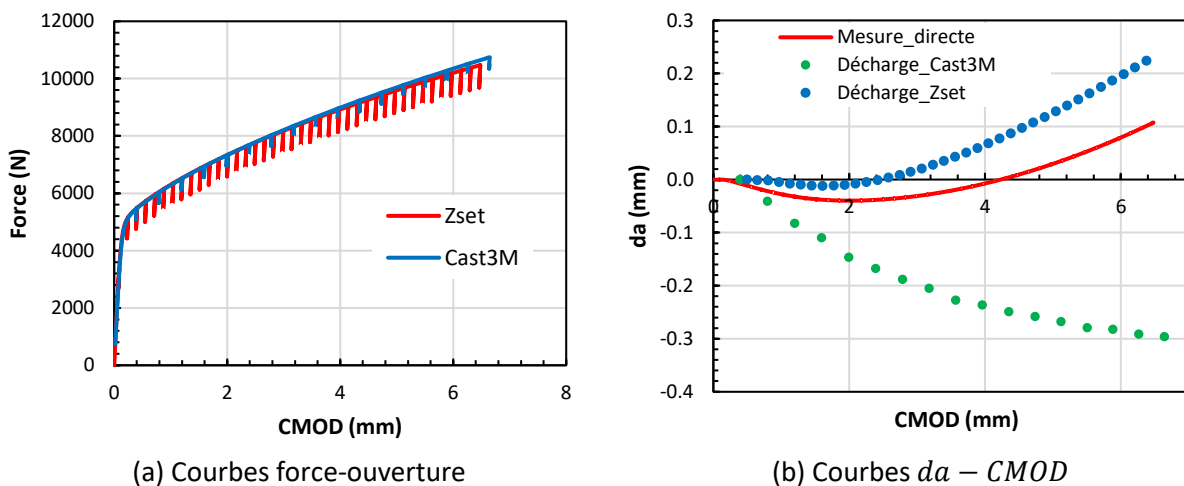 12000
10000
8000
6000
4000
2000
0
0 2 4 6 8
Force (N)
CMOD (mm)
Zset
Cast3M
(a) Courbes force-ouverture
0.3
0.2
0.1
0.0
-0.1
-0.2
-0.3
-0.4
0 2 4 6
da (mm)
CMOD (mm)
Mesure_directe
Décharge_Cast3M
Décharge_Zset
(b) Courbes da − CMOD